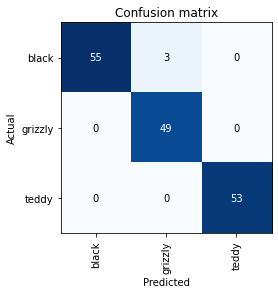 Confusion matrix
black 55 3 0
grizzly 0 49 0
teddy 0 0 53
Actual
black grizzly teddy
Predicted